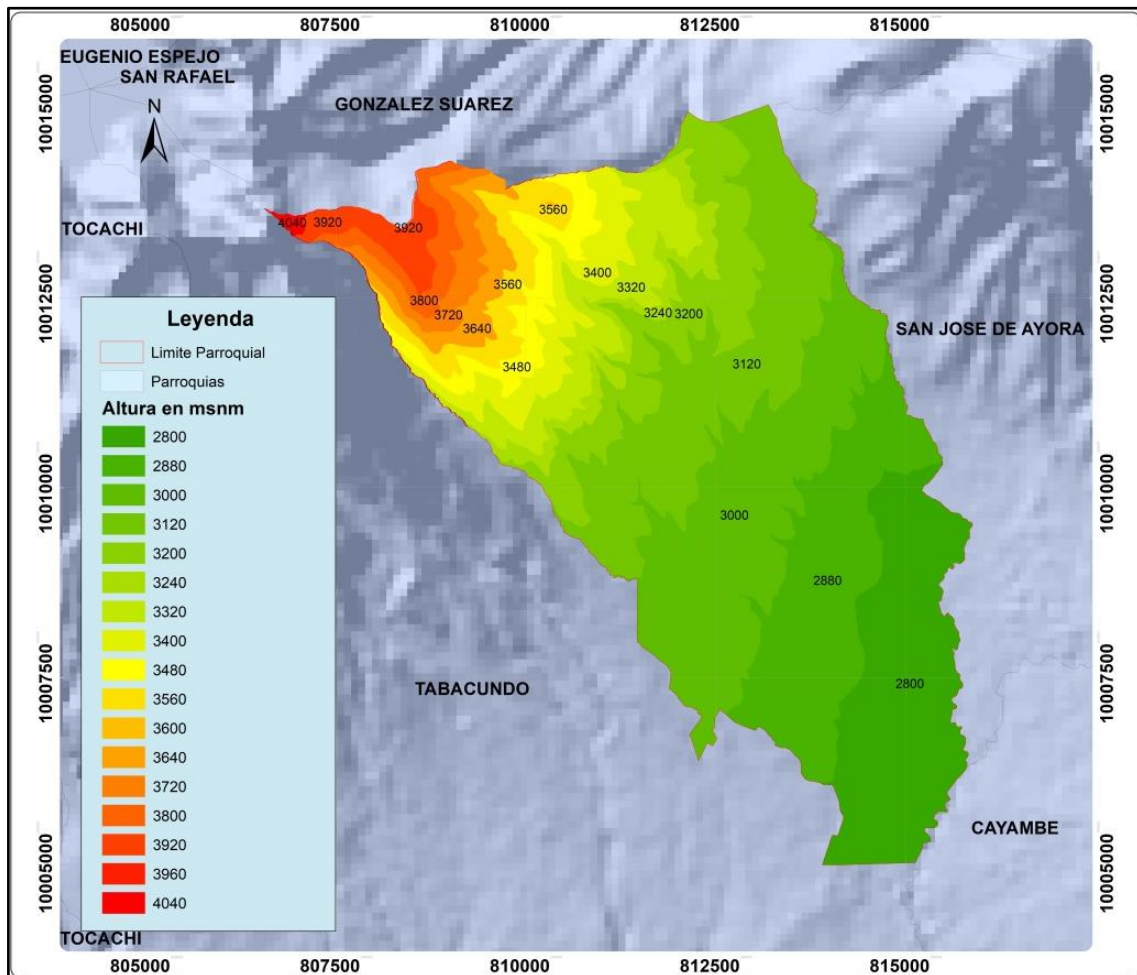 805000 807500 810000 812500 815000
EUGENIO ESPEJO
SAN RAFAEL
N
GONZALEZ SUAREZ
10015000 10015000
TOCACHI
4040 3920 3920
3560
3560
3400
3320
3240 3200
3800
3720
3640
3480
3120
10012500 10012500
SAN JOSE DE AYORA
Leyenda
Limite Parroquial
Parroquias
Altura en msnm
2800
2880
3000
3120
3200
3240
3320
3400
3480
3560
3600
3640
3720
3800
3920
3960
4040
10010000 10010000
3000
2880
10007500 10007500
TABACUNDO
2800
CAYAMBE
10005000 10005000
TOCACHI
805000 807500 810000 812500 815000